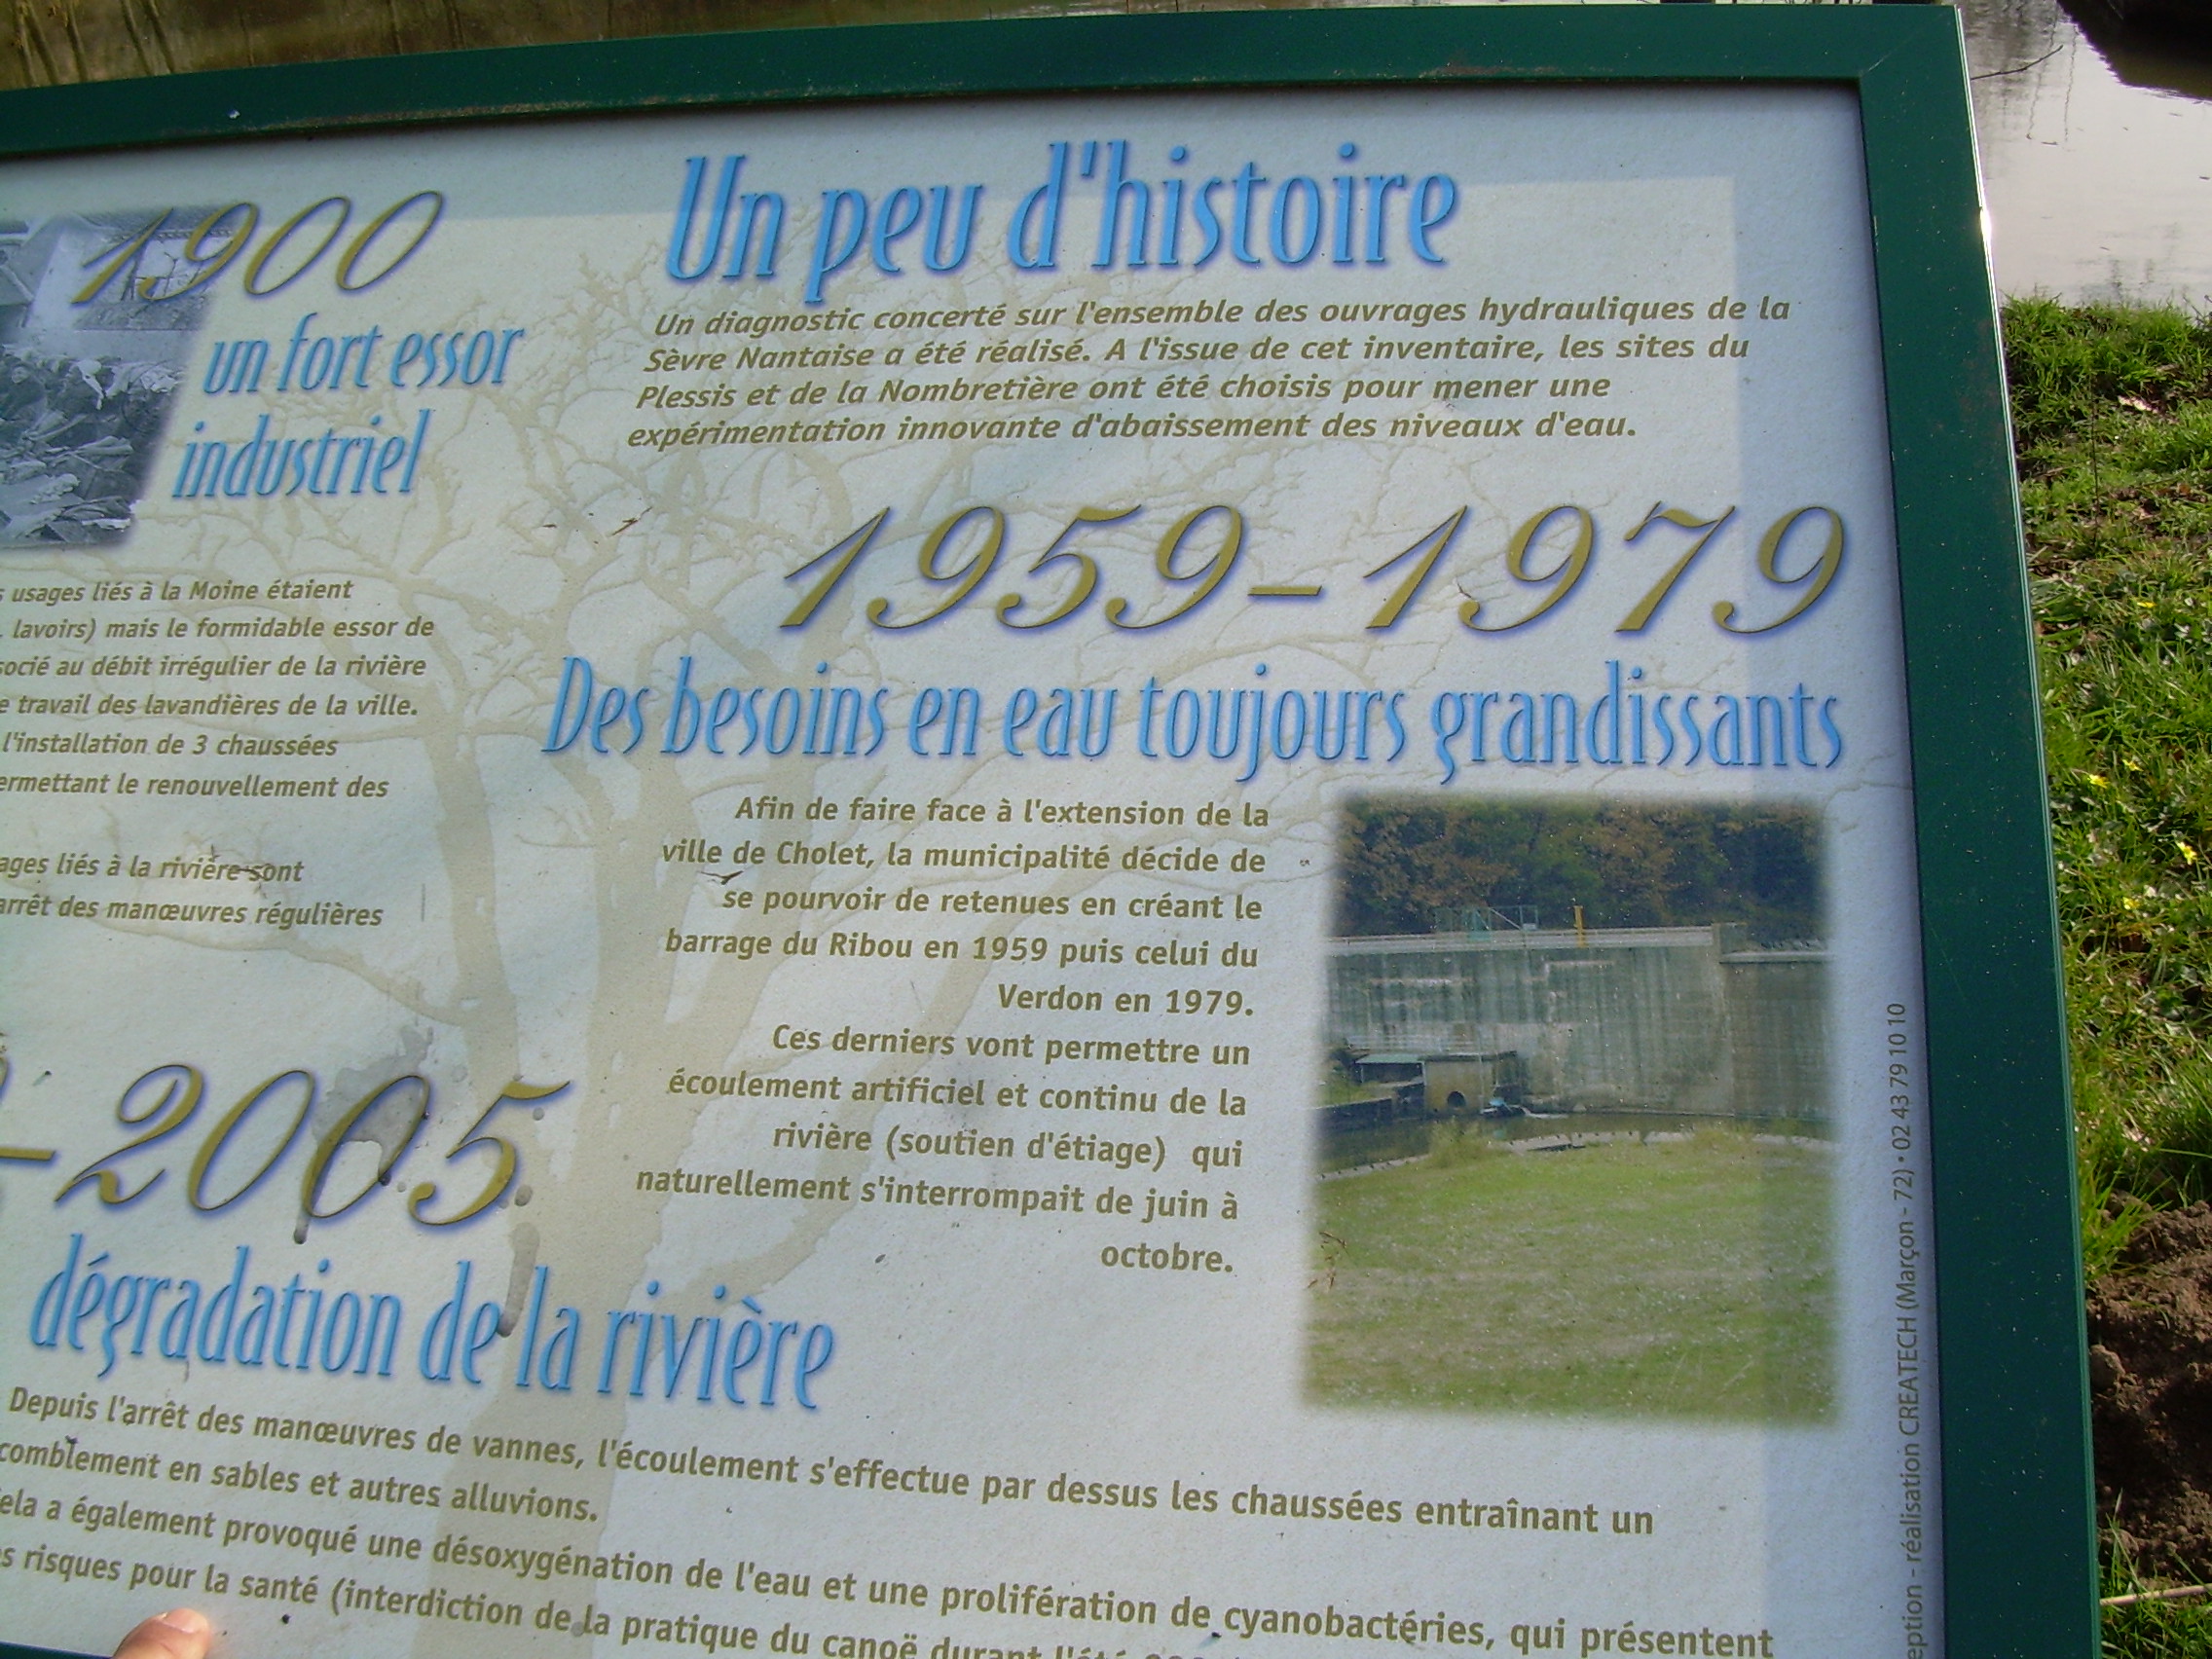 Un peu d'histoire
Un diagnostic concerté sur l'ensemble des ouvrages hydrauliques de la
Sèvre Nantaise a été réalisé. A l'issue de cet inventaire, les sites du
Plessis et de la Nombretière ont été choisis pour mener une
expérimentation innovante d'abaissement des niveaux d'eau.
1900
un fort essor
industriel
usages liés à la Moine étaient
lavoirs) mais le formidable essor de
socié au débit irrégulier de la rivière
travail des lavandières de la ville.
l'installation de 3 chaussées
ermettant le renouvellement des
ages liés à la rivière sont
arrêt des manœuvres régulières
1959-1979
Des besoins en eau toujours grandissants
Afin de faire face à l'extension de la
ville de Cholet, la municipalité décide de
se pourvoir de retenues en créant le
barrage du Ribou en 1959 puis celui du
Verdon en 1979.
Ces derniers vont permettre un
écoulement artificiel et continu de la
rivière (soutien d'étiage) qui
naturellement s'interrompait de juin à
octobre.
-2005
dégradation de la rivière
Depuis l'arrêt des manœuvres de vannes, l'écoulement s'effectue par dessus les chaussées entraînant un
comblement en sables et autres alluvions.
ela a également provoqué une désoxygénation de l'eau et une prolifération de cyanobactéries, qui présentent
s risques pour la santé (interdiction de la pratique du canoë durant l'été
eption - réalisation CREATECH (Marçon - 72) • 02 43 79 10 10